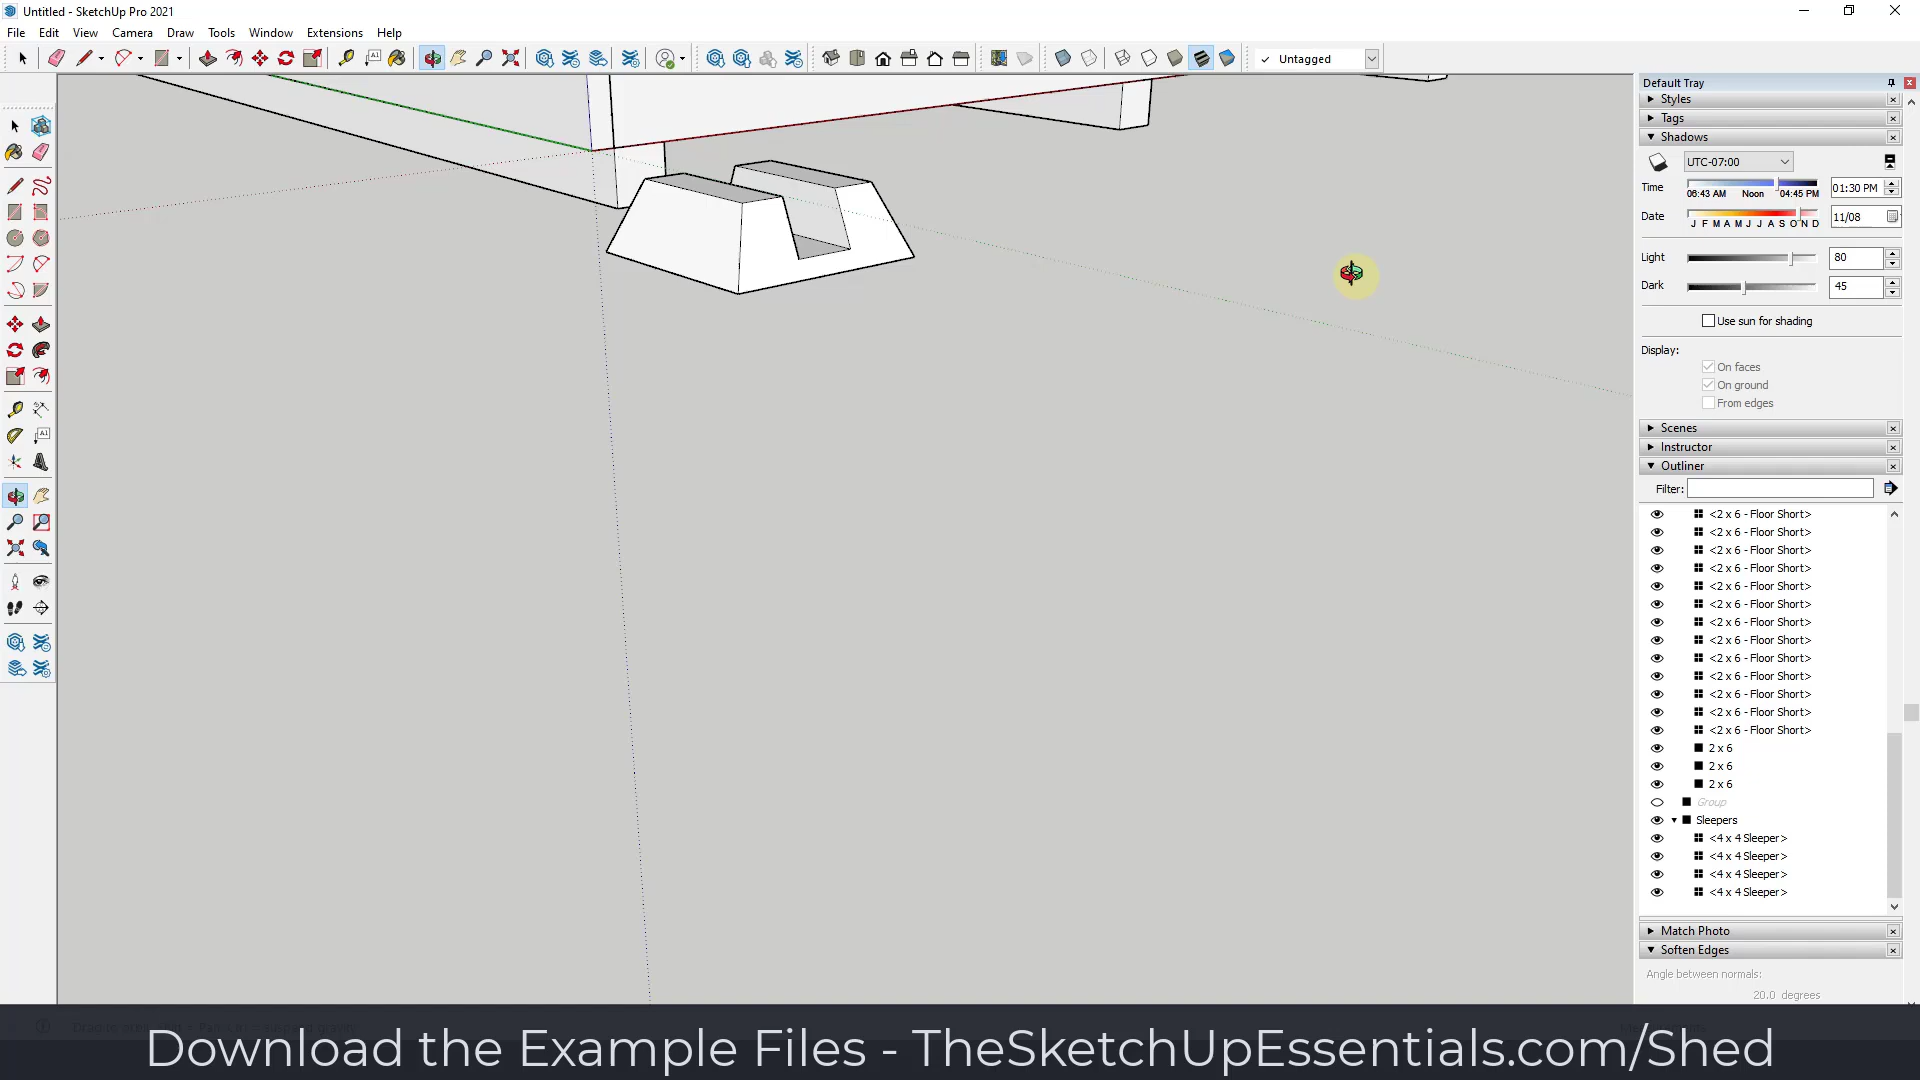 Untitled - SketchUp Pro 2021
File Edit View Camera Draw Tools Window Extensions Help
A1
Untagged
Default Tray
Styles
Tags
Shadows
UTC-07:00
Time
06:43 AM Noon 04:45 PM
01:30 PM
Date
J F M A M J J A S O N D
11/08
Light
80
Dark
45
Use sun for shading
Display:
On faces
On ground
From edges
Scenes
Instructor
Outliner
Filter:
<2 x 6 - Floor Short>
<2 x 6 - Floor Short>
<2 x 6 - Floor Short>
<2 x 6 - Floor Short>
<2 x 6 - Floor Short>
<2 x 6 - Floor Short>
<2 x 6 - Floor Short>
<2 x 6 - Floor Short>
<2 x 6 - Floor Short>
<2 x 6 - Floor Short>
<2 x 6 - Floor Short>
<2 x 6 - Floor Short>
<2 x 6 - Floor Short>
2 x 6
2 x 6
2 x 6
Group
Sleepers
<4 x 4 Sleeper>
<4 x 4 Sleeper>
<4 x 4 Sleeper>
<4 x 4 Sleeper>
Match Photo
Soften Edges
Angle between normals:
20.0 degrees
A1
Download the Example Files - TheSketchUpEssentials.com/Shed